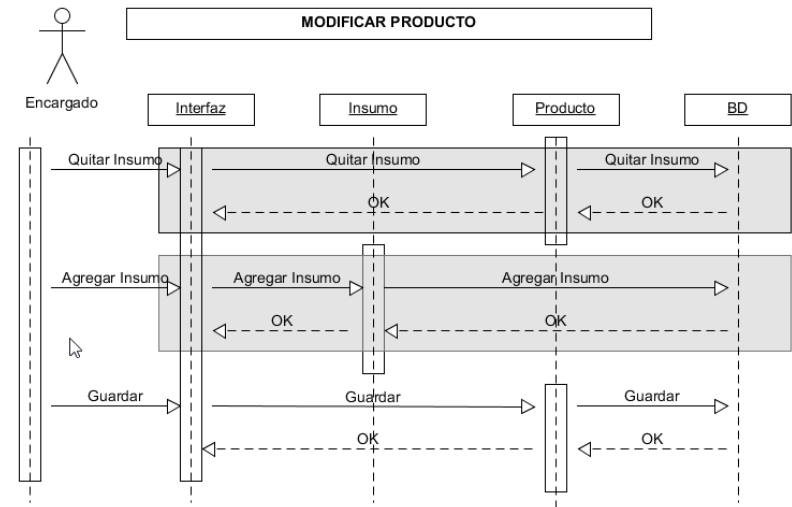 MODIFICAR PRODUCTO
Encargado
Interfaz
Insumo
Producto
BD
Quitar Insumo
Quitar Insumo
Quitar Insumo
OK
OK
Agregar Insumo
Agregar Insumo
Agregar Insumo
OK
OK
Guardar
Guardar
Guardar
OK
OK